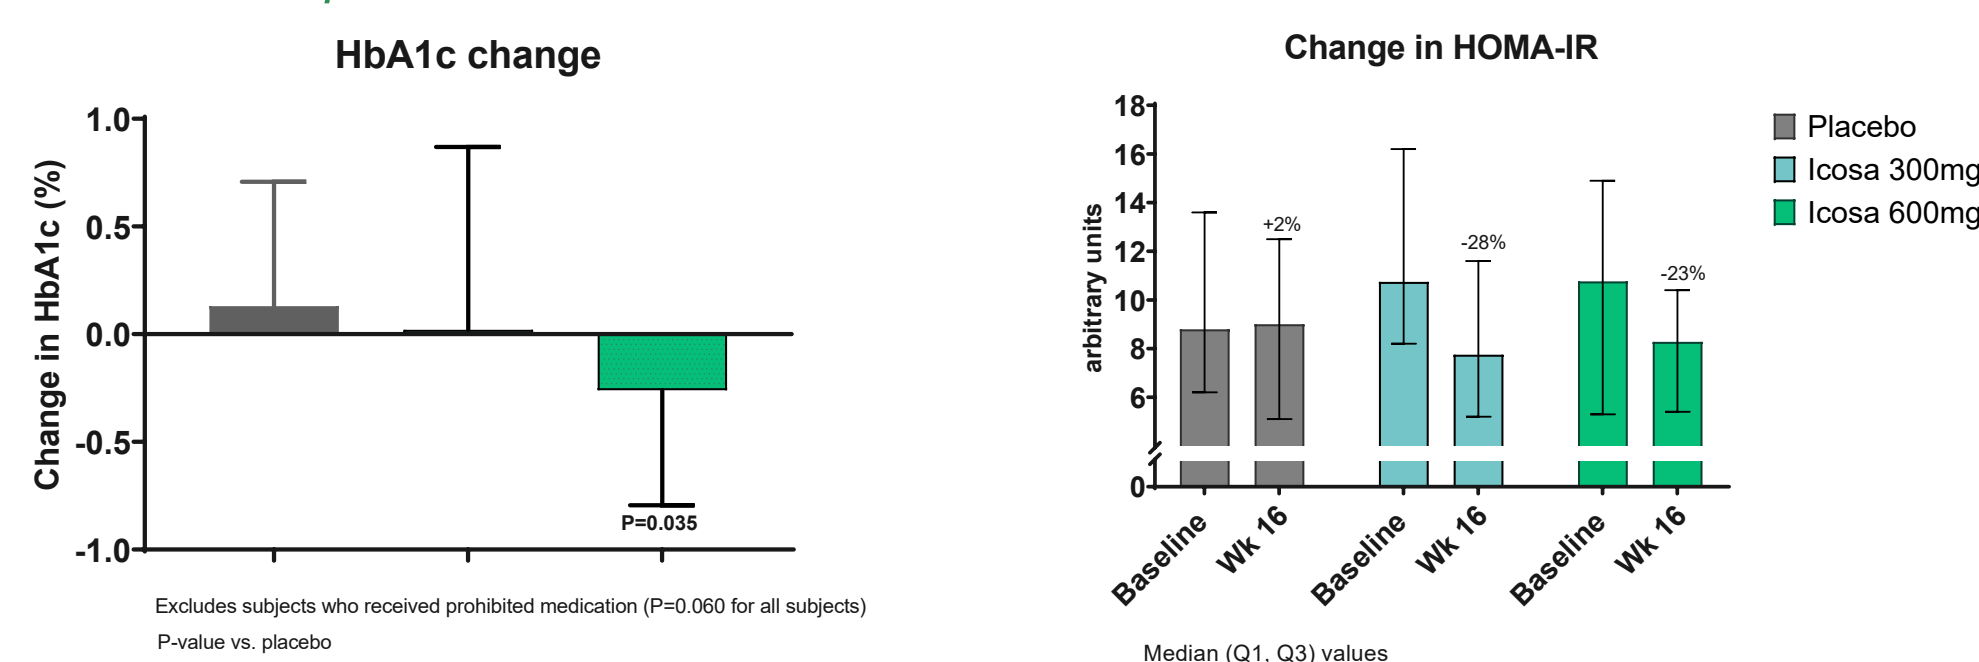 HbA1c change
Change in HbA1c (%)
1.0
0.5
0.0
-0.5
-1.0
P=0.035
Excludes subjects who received prohibited medication (P=0.060 for all subjects)
P-value vs. placebo
Change in HOMA-IR
arbitrary units
18
16
14
12
10
8
6
0
+2%
-28%
-23%
Baseline
Wk 16
Baseline
Wk 16
Baseline
Wk 16
Median (Q1, Q3) values
Placebo
Icosa 300mg
Icosa 600mg